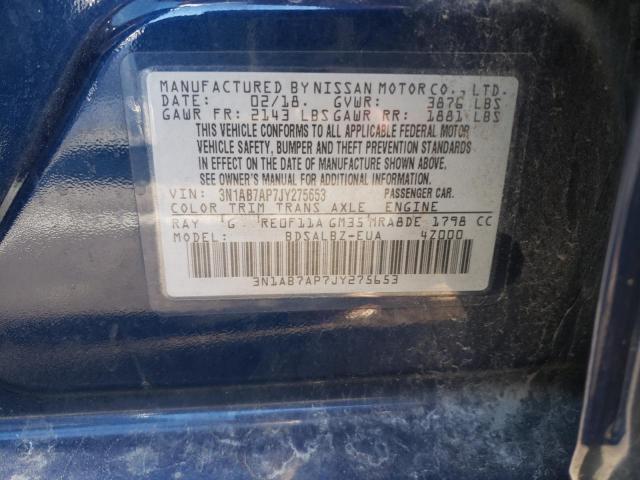 MANUFACTURED BY NISSAN MOTOR CO., LTD.
DATE: 02/18. GVWR: 3876 LBS
GAWR FR: 2143 LBS GAWR RR: 1881 LBS
THIS VEHICLE CONFORMS TO ALL APPLICABLE FEDERAL MOTOR
VEHICLE SAFETY, BUMPER AND THEFT PREVENTION STANDARDS
IN EFFECT ON THE DATE OF MANUFACTURE SHOWN ABOVE.
SEE OWNER'S MANUAL FOR ADDITIONAL INFORMATION.
VIN: 3N1AB7AP7JY275653 PASSENGER CAR.
COLOR TRIM TRANS AXLE ENGINE
RAY G RE0F11A GM35 MRA8DE 1798 CC
MODEL: BDSALBZ-EUA 4Z000
3N1AB7AP7JY275653